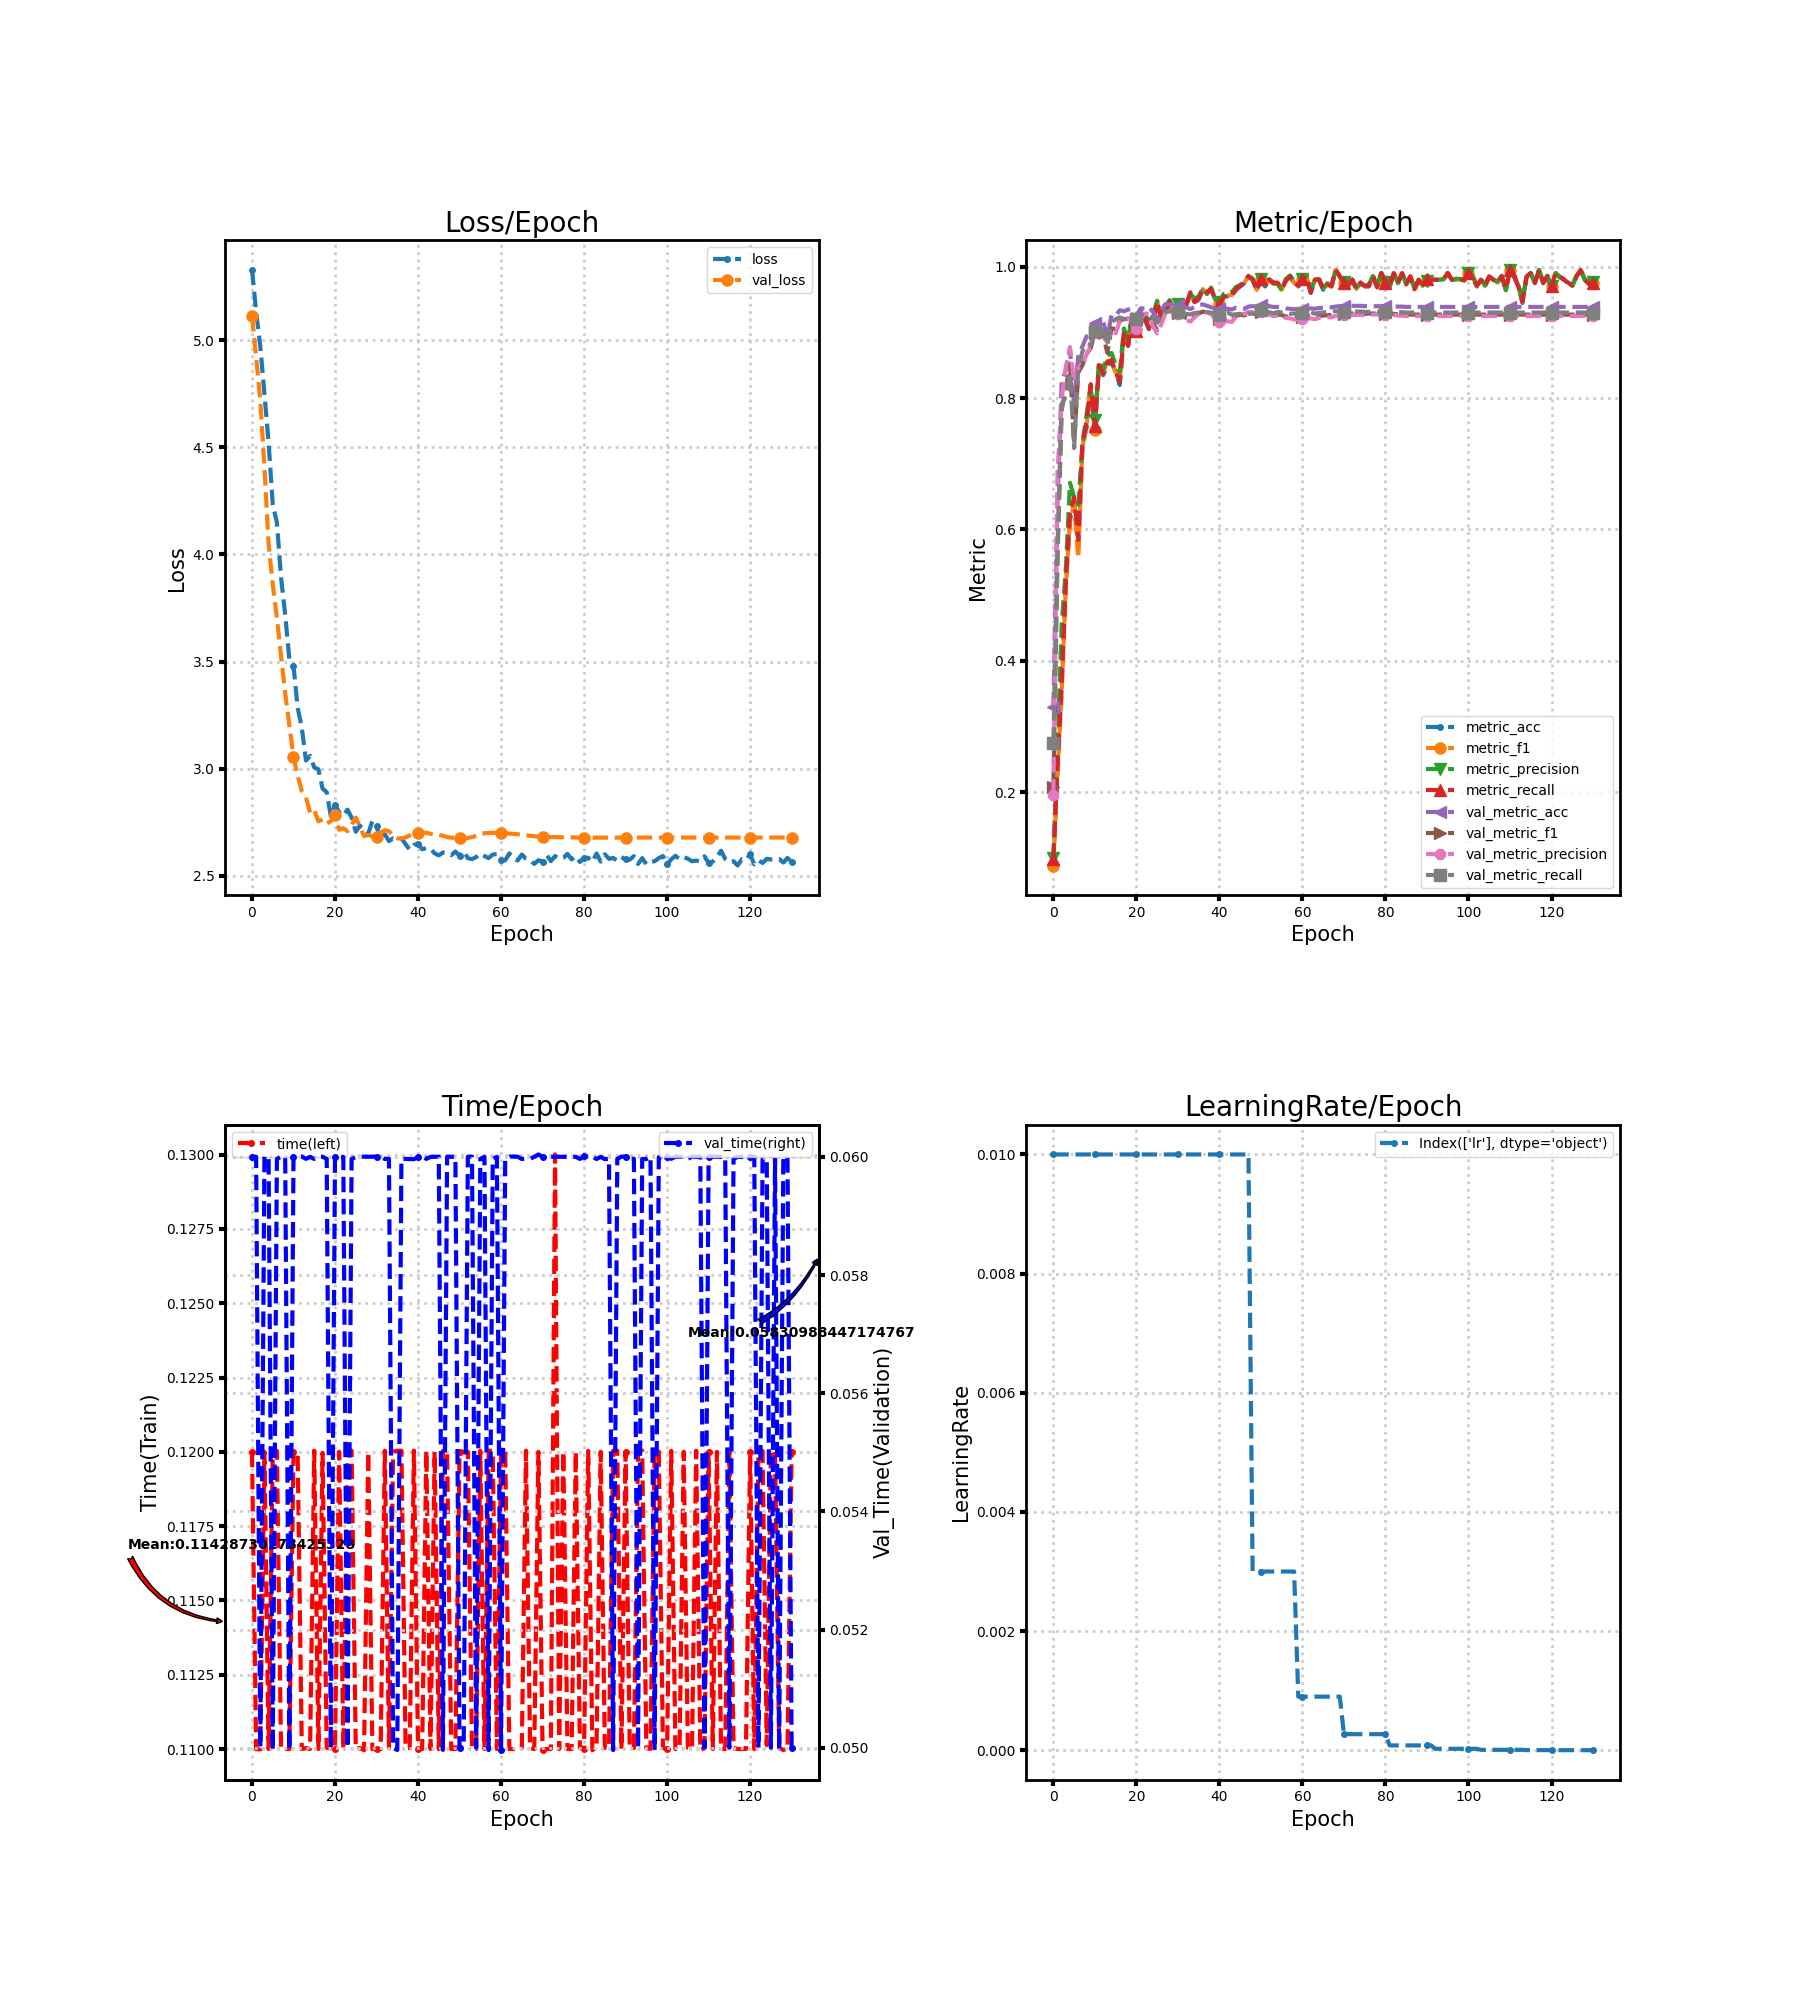 Loss/Epoch
loss
val_loss
5.0
4.5
4.0
3.5
3.0
2.5
Loss
0
20
40
60
80
100
120
Epoch
Metric/Epoch
1.0
0.8
0.6
0.4
0.2
Metric
metric_acc
metric_f1
metric_precision
metric_recall
val_metric_acc
val_metric_f1
val_metric_precision
val_metric_recall
0
20
40
60
80
100
120
Epoch
Time/Epoch
time(left)
val_time(right)
0.1300
0.1275
0.1250
0.1225
0.1200
0.1175
0.1150
0.1125
0.1100
Time(Train)
0.060
0.058
0.056
0.054
0.052
0.050
Val_Time(Validation)
Mean:0.05830988447174767
0
20
40
60
80
100
120
Epoch
LearningRate/Epoch
Index(['lr'], dtype='object')
0.010
0.008
0.006
0.004
0.002
0.000
LearningRate
0
20
40
60
80
100
120
Epoch